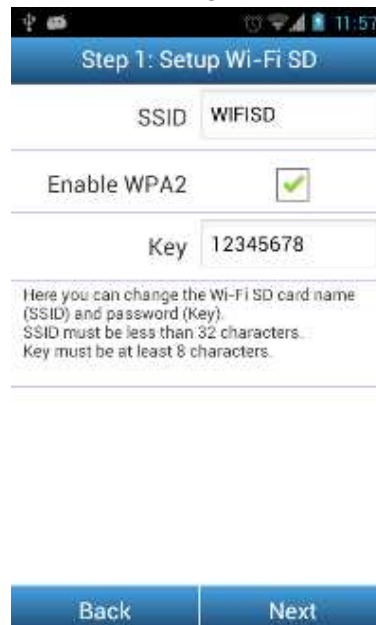 11:57
Step 1: Setup Wi-Fi SD
SSID WIFISD
Enable WPA2
Key 12345678
Here you can change the Wi-Fi SD card name
(SSID) and password (Key).
SSID must be less than 32 characters.
Key must be at least 8 characters.
Back Next